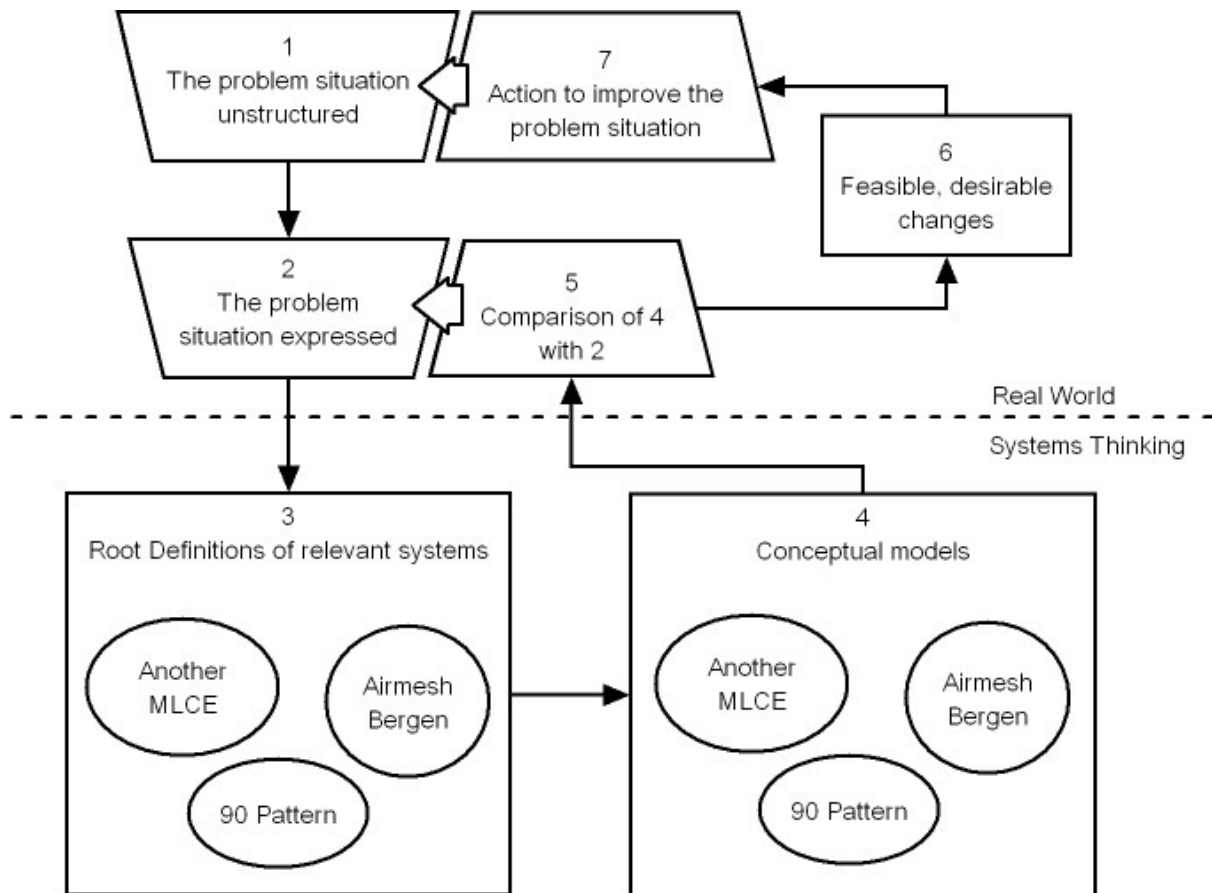 1
The problem situation
unstructured
7
Action to improve the
problem situation
6
Feasible, desirable
changes
2
The problem
situation expressed
5
Comparison of 4
with 2
Real World
Systems Thinking
3
Root Definitions of relevant systems
Another
MLCE
Airmesh
Bergen
90 Pattern
4
Conceptual models
Another
MLCE
Airmesh
Bergen
90 Pattern